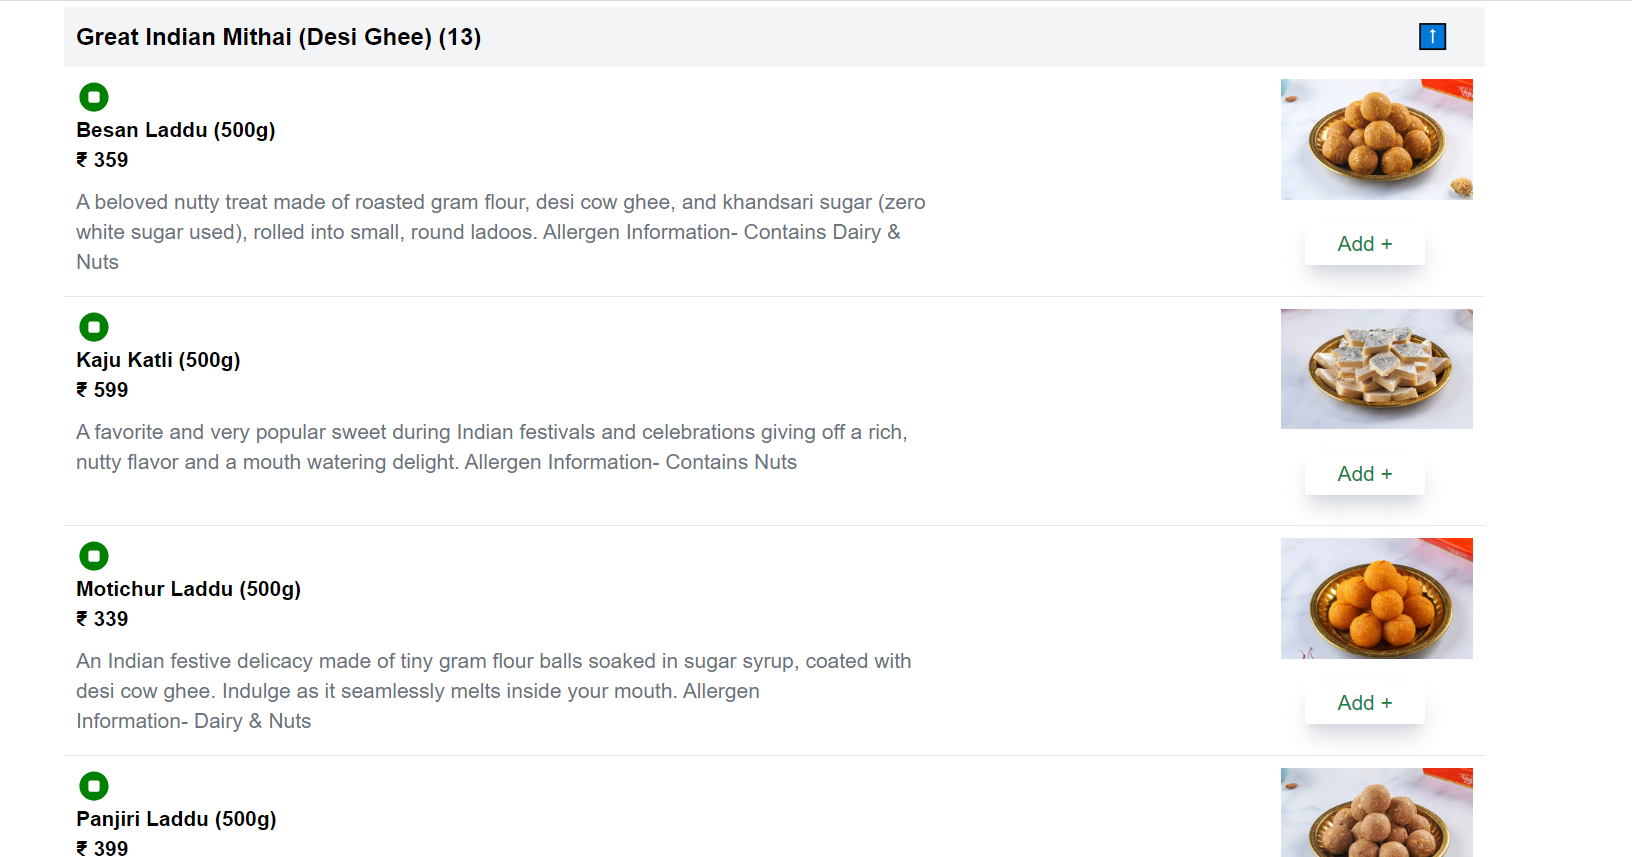 Great Indian Mithai (Desi Ghee) (13)
Besan Laddu (500g)
₹ 359
A beloved nutty treat made of roasted gram flour, desi cow ghee, and khandsari sugar (zero
white sugar used), rolled into small, round ladoos. Allergen Information- Contains Dairy &
Nuts
Add +
Kaju Katli (500g)
₹ 599
A favorite and very popular sweet during Indian festivals and celebrations giving off a rich,
nutty flavor and a mouth watering delight. Allergen Information- Contains Nuts
Add +
Motichur Laddu (500g)
₹ 339
An Indian festive delicacy made of tiny gram flour balls soaked in sugar syrup, coated with
desi cow ghee. Indulge as it seamlessly melts inside your mouth. Allergen
Information- Dairy & Nuts
Add +
Panjiri Laddu (500g)
₹ 399